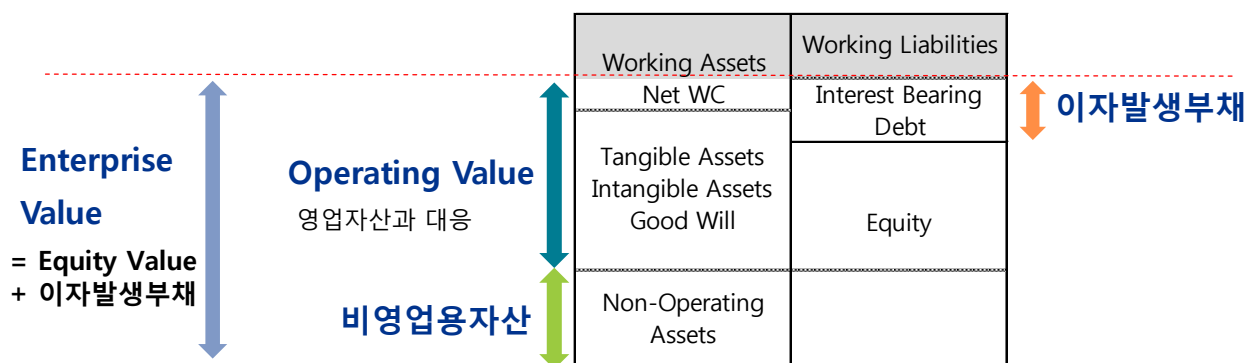 Working Assets
Working Liabilities
Net WC
Interest Bearing
Debt
이자발생부채
Enterprise
Value
= Equity Value
+ 이자발생부채
Operating Value
영업자산과 대응
Tangible Assets
Intangible Assets
Good Will
Equity
비영업용자산
Non-Operating
Assets